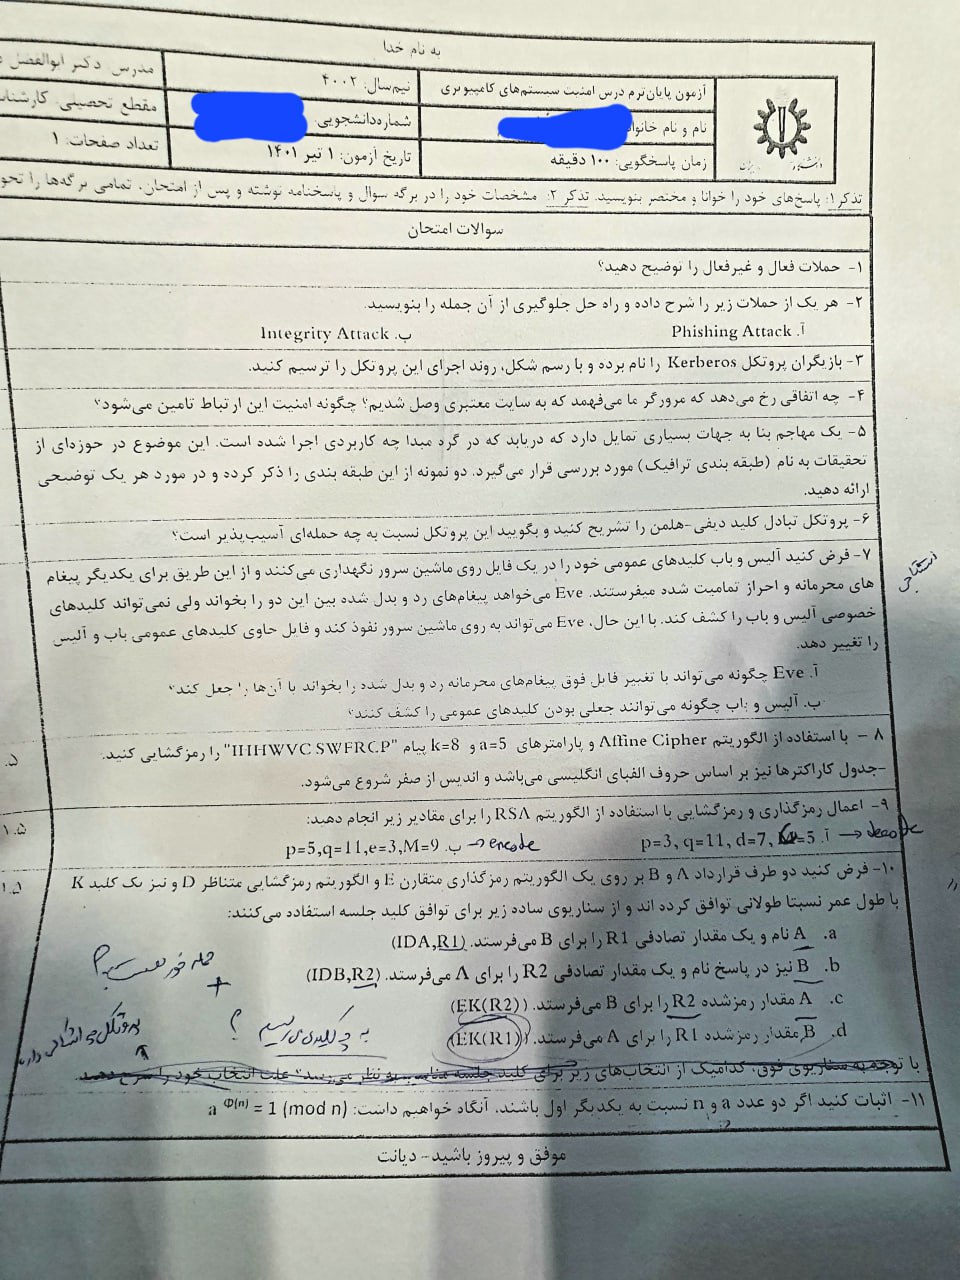 به نام خدا
آزمون پایان‌ترم درس امنیت سیستم‌های کامپیوتری
نیم‌سال: ۴۰۰۲
مدرس: دکتر ابوالفضل
نام و نام خانواد
شماره‌دانشجویی:
مقطع تحصیلی: کارشناس
زمان پاسخگویی: ۱۰۰ دقیقه
تاریخ آزمون: ۱ تیر ۱۴۰۱
تعداد صفحات: ۱
تذکر۱: پاسخ‌های خود را خوانا و مختصر بنویسید. تذکر ۲: مشخصات خود را در برگه سوال و پاسخنامه نوشته و پس از امتحان، تمامی برگه‌ها را تحو
سوالات امتحان
۱- حملات فعال و غیرفعال را توضیح دهید؟
۲- هر یک از حملات زیر را شرح داده و راه حل جلوگیری از آن جمله را بنویسید.
آ. Phishing Attack ب. Integrity Attack
۳- بازیگران پروتکل Kerberos را نام برده و با رسم شکل، روند اجرای این پروتکل را ترسیم کنید.
۴- چه اتفاقی رخ می‌دهد که مرورگر ما می‌فهمد که به سایت معتبری وصل شدیم؟ چگونه امنیت این ارتباط تامین می‌شود؟
۵- یک مهاجم بنا به جهات بسیاری تمایل دارد که دریابد که در گره مبدا چه کاربردی اجرا شده است. این موضوع در حوزه‌ای از
تحقیقات به نام (طبقه بندی ترافیک) مورد بررسی قرار می‌گیرد. دو نمونه از این طبقه بندی را ذکر کرده و در مورد هر یک توضیحی
ارائه دهید.
۶- پروتکل تبادل کلید دیفی-هلمن را تشریح کنید و بگویید این پروتکل نسبت به چه حمله‌ای آسیب‌پذیر است؟
۷- فرض کنید آلیس و باب کلیدهای عمومی خود را در یک فایل روی ماشین سرور نگهداری می‌کنند و از این طریق برای یکدیگر پیغام
های محرمانه و احراز تمامیت شده میفرستند. Eve می‌خواهد پیغام‌های رد و بدل شده بین این دو را بخواند ولی نمی‌تواند کلیدهای
خصوصی آلیس و باب را کشف کند. با این حال، Eve می‌تواند به روی ماشین سرور نفوذ کند و فایل حاوی کلیدهای عمومی باب و آلیس
را تغییر دهد.
آ. Eve چگونه می‌تواند با تغییر فایل فوق پیغام‌های محرمانه رد و بدل شده را بخواند یا آن‌ها را جعل کند؟
ب. آلیس و باب چگونه می‌توانند جعلی بودن کلیدهای عمومی را کشف کنند؟
۸ - با استفاده از الگوریتم Affine Cipher و پارامترهای a=5 و k=8 پیام "IHHWVC SWFRCP" را رمزگشایی کنید.
-جدول کاراکترها نیز بر اساس حروف الفبای انگلیسی می‌باشد و اندیس از صفر شروع می‌شود.
۵.
۹- اعمال رمزگذاری و رمزگشایی با استفاده از الگوریتم RSA را برای مقادیر زیر انجام دهید:
۱.۵
آ. p=3, q=11, d=7, =5 → decode ب. p=5,q=11,e=3,M=9 → encode
۱۰- فرض کنید دو طرف قرارداد A و B بر روی یک الگوریتم رمزگذاری متقارن E و الگوریتم رمزگشایی متناظر D و نیز یک کلید K
۱.۵
با طول عمر نسبتا طولانی توافق کرده اند و از سناریوی ساده زیر برای توافق کلید جلسه استفاده می‌کنند:
a. A نام و یک مقدار تصادفی R1 را برای B می‌فرستد. (IDA,R1)
b. B نیز در پاسخ نام و یک مقدار تصادفی R2 را برای A می‌فرستد. (IDB,R2)
c. A مقدار رمزشده R2 را برای B می‌فرستد. (EK(R2))
d. B مقدار رمزشده R1 را برای A می‌فرستد. (EK(R1))
با توجه به سناریوی فوق، کدامیک از انتخاب‌های زیر برای کلید جلسه مناسب به نظر می‌رسد؟ علت انتخاب خود را شرح دهید
۱۱- اثبات کنید اگر دو عدد a و n نسبت به یکدیگر اول باشند. آنگاه خواهیم داشت: a Φ(n) = 1 (mod n)
موفق و پیروز باشید- دیانت